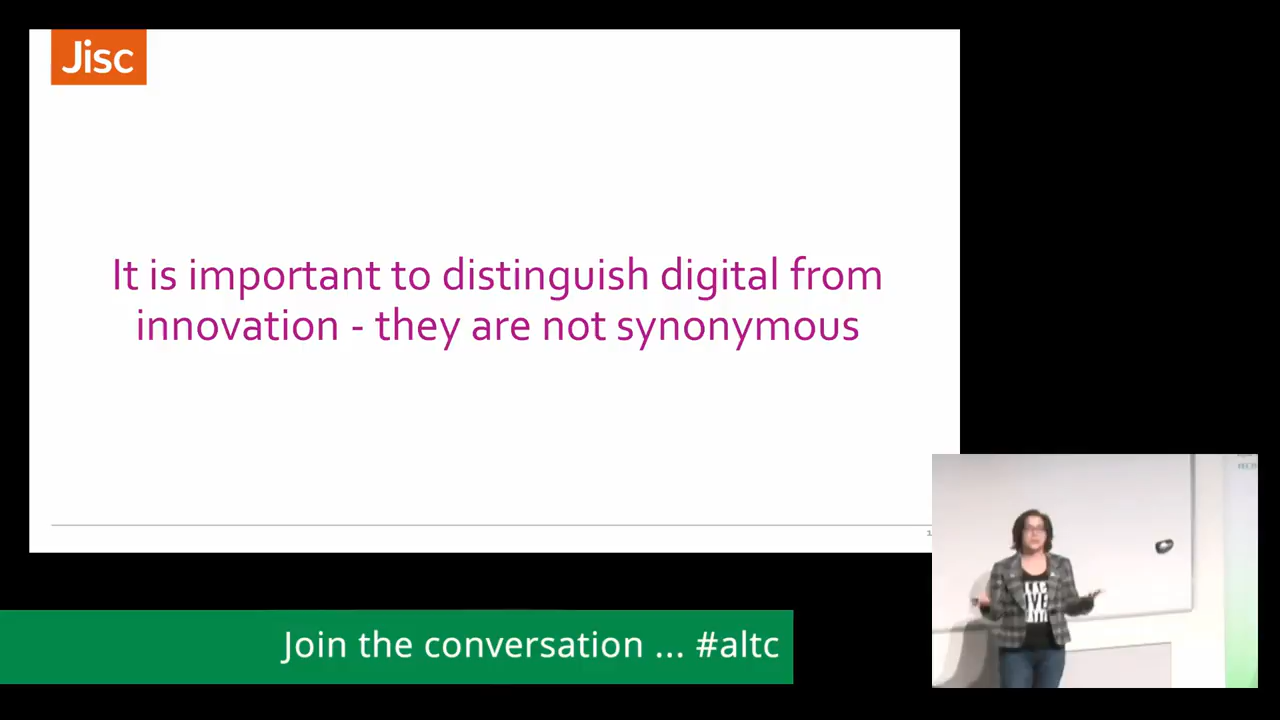 Jisc
It is important to distinguish digital from
innovation - they are not synonymous
Join the conversation ... #altc